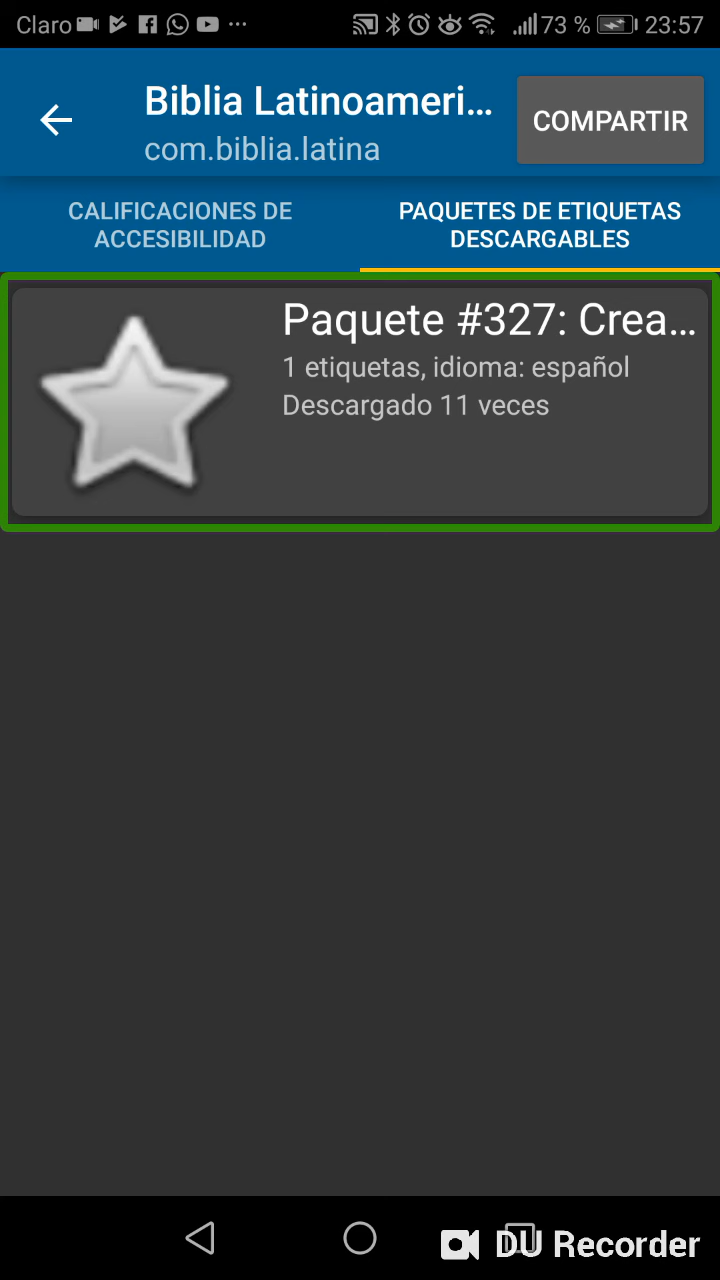 Claro ... 73 % 23:57
Biblia Latinoameri...
com.biblia.latina
COMPARTIR
CALIFICACIONES DE
ACCESIBILIDAD
PAQUETES DE ETIQUETAS
DESCARGABLES
Paquete #327: Crea...
1 etiquetas, idioma: español
Descargado 11 veces
DU Recorder